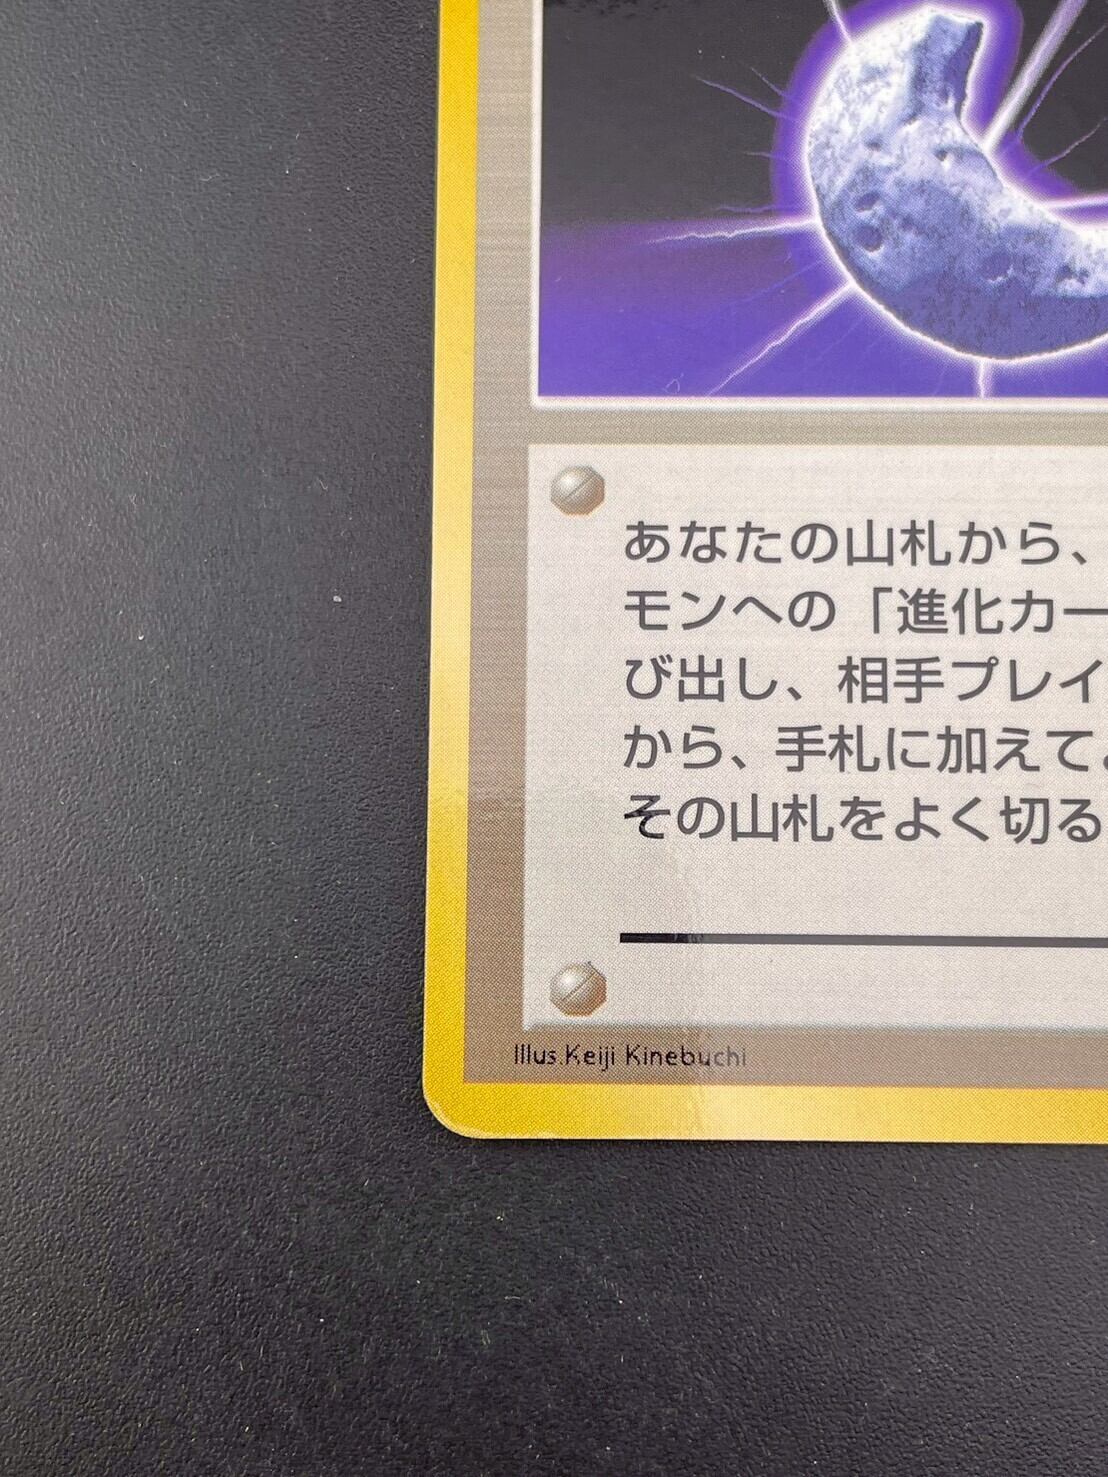 あなたの山札から、
モンへの「進化カー
び出し、相手プレイ
から、手札に加えて
その山札をよく切る
Illus.Keiji Kinebuchi